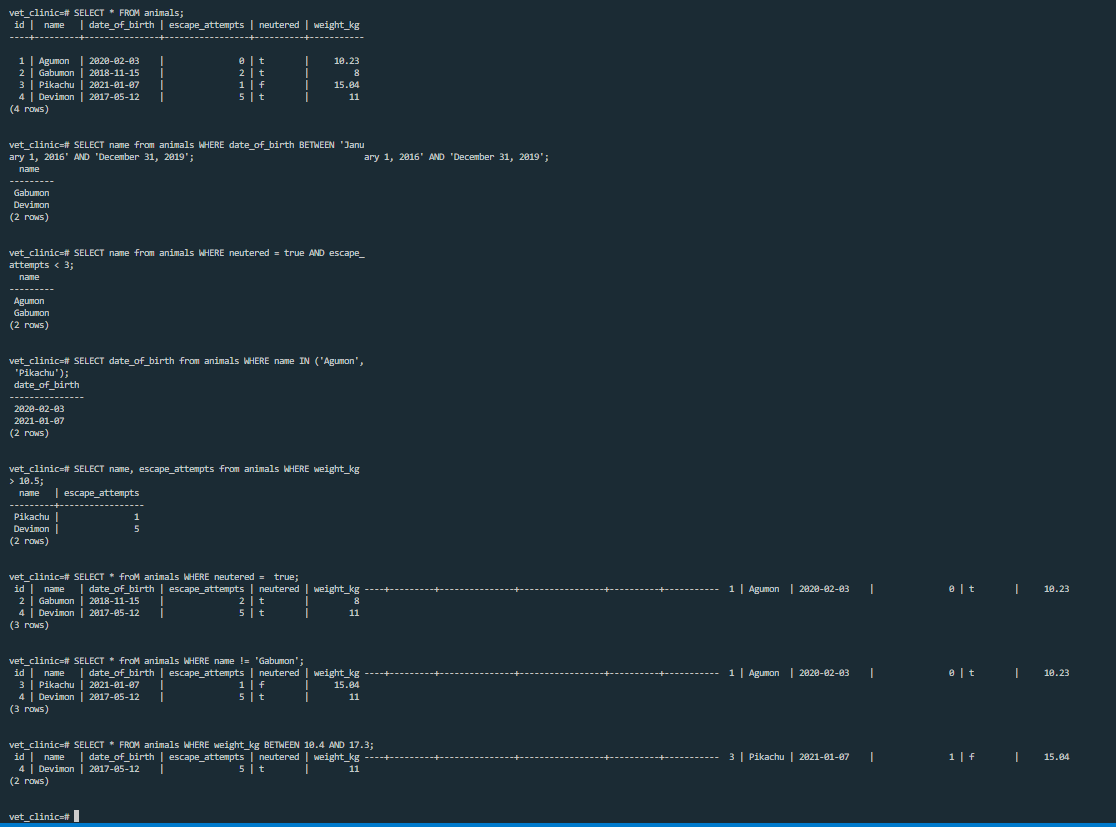 vet_clinic=# SELECT * FROM animals;
 id |  name   | date_of_birth | escape_attempts | neutered | weight_kg
----+---------+---------------+-----------------+----------+-----------
  1 | Agumon  | 2020-02-03    |               0 | t        |     10.23
  2 | Gabumon | 2018-11-15    |               2 | t        |         8
  3 | Pikachu | 2021-01-07    |               1 | f        |     15.04
  4 | Devimon | 2017-05-12    |               5 | t        |        11
(4 rows)
vet_clinic=# SELECT name from animals WHERE date_of_birth BETWEEN 'Janu
ary 1, 2016' AND 'December 31, 2019';                                  ary 1, 2016' AND 'December 31, 2019';
  name
---------
 Gabumon
 Devimon
(2 rows)
vet_clinic=# SELECT name from animals WHERE neutered = true AND escape_
attempts < 3;
  name
---------
 Agumon
 Gabumon
(2 rows)
vet_clinic=# SELECT date_of_birth from animals WHERE name IN ('Agumon',
 'Pikachu');
 date_of_birth
---------------
 2020-02-03
 2021-01-07
(2 rows)
vet_clinic=# SELECT name, escape_attempts from animals WHERE weight_kg
> 10.5;
  name   | escape_attempts
---------+-----------------
 Pikachu |               1
 Devimon |               5
(2 rows)
vet_clinic=# SELECT * froM animals WHERE neutered =  true;
 id |  name   | date_of_birth | escape_attempts | neutered | weight_kg ----+---------+---------------+-----------------+----------+-----------  1 | Agumon  | 2020-02-03    |               0 | t        |     10.23
  2 | Gabumon | 2018-11-15    |               2 | t        |         8
  4 | Devimon | 2017-05-12    |               5 | t        |        11
(3 rows)
vet_clinic=# SELECT * froM animals WHERE name != 'Gabumon';
 id |  name   | date_of_birth | escape_attempts | neutered | weight_kg ----+---------+---------------+-----------------+----------+-----------  1 | Agumon  | 2020-02-03    |               0 | t        |     10.23
  3 | Pikachu | 2021-01-07    |               1 | f        |     15.04
  4 | Devimon | 2017-05-12    |               5 | t        |        11
(3 rows)
vet_clinic=# SELECT * FROM animals WHERE weight_kg BETWEEN 10.4 AND 17.3;
 id |  name   | date_of_birth | escape_attempts | neutered | weight_kg ----+---------+---------------+-----------------+----------+-----------  3 | Pikachu | 2021-01-07    |               1 | f        |     15.04
  4 | Devimon | 2017-05-12    |               5 | t        |        11
(2 rows)
vet_clinic=#